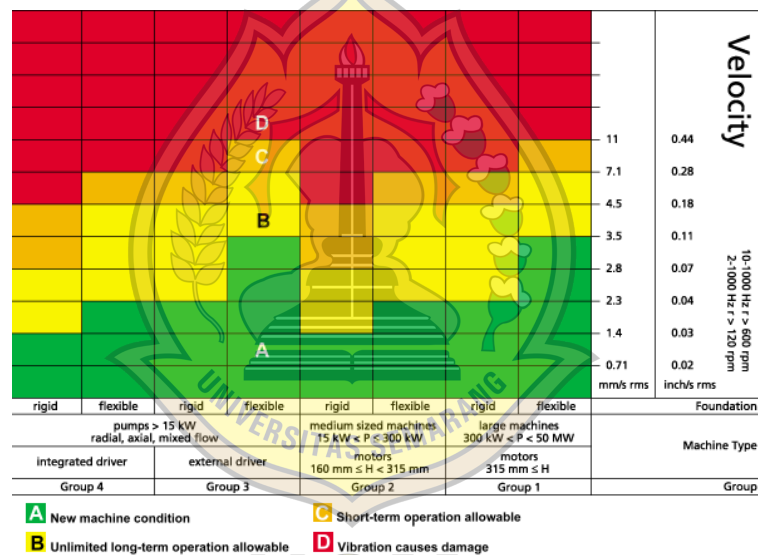 Velocity
10-1000 Hz r > 600 rpm
2-1000 Hz r > 120 rpm
D
C
B
A
11 0.44
7.1 0.28
4.5 0.18
3.5 0.11
2.8 0.07
2.3 0.04
1.4 0.03
0.71 0.02
mm/s rms inch/s rms
UNIVERSITAS SEMARANG
rigid flexible rigid flexible rigid flexible rigid flexible Foundation
pumps > 15 kW
radial, axial, mixed flow
medium sized machines
15 kW < P ≤ 300 kW
large machines
300 kW < P < 50 MW
Machine Type
integrated driver external driver
motors
160 mm ≤ H < 315 mm
motors
315 mm ≤ H
Group 4 Group 3 Group 2 Group 1 Group
A New machine condition
B Unlimited long-term operation allowable
C Short-term operation allowable
D Vibration causes damage